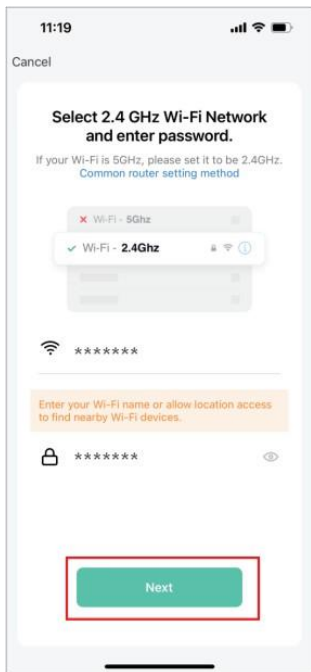 11:19
Cancel
Select 2.4 GHz Wi-Fi Network
and enter password.
If your Wi-Fi is 5GHz, please set it to be 2.4GHz.
Common router setting method
Wi-Fi - 5Ghz
Wi-Fi - 2.4Ghz
*******
Enter your Wi-Fi name or allow location access
to find nearby Wi-Fi devices.
*******
Next